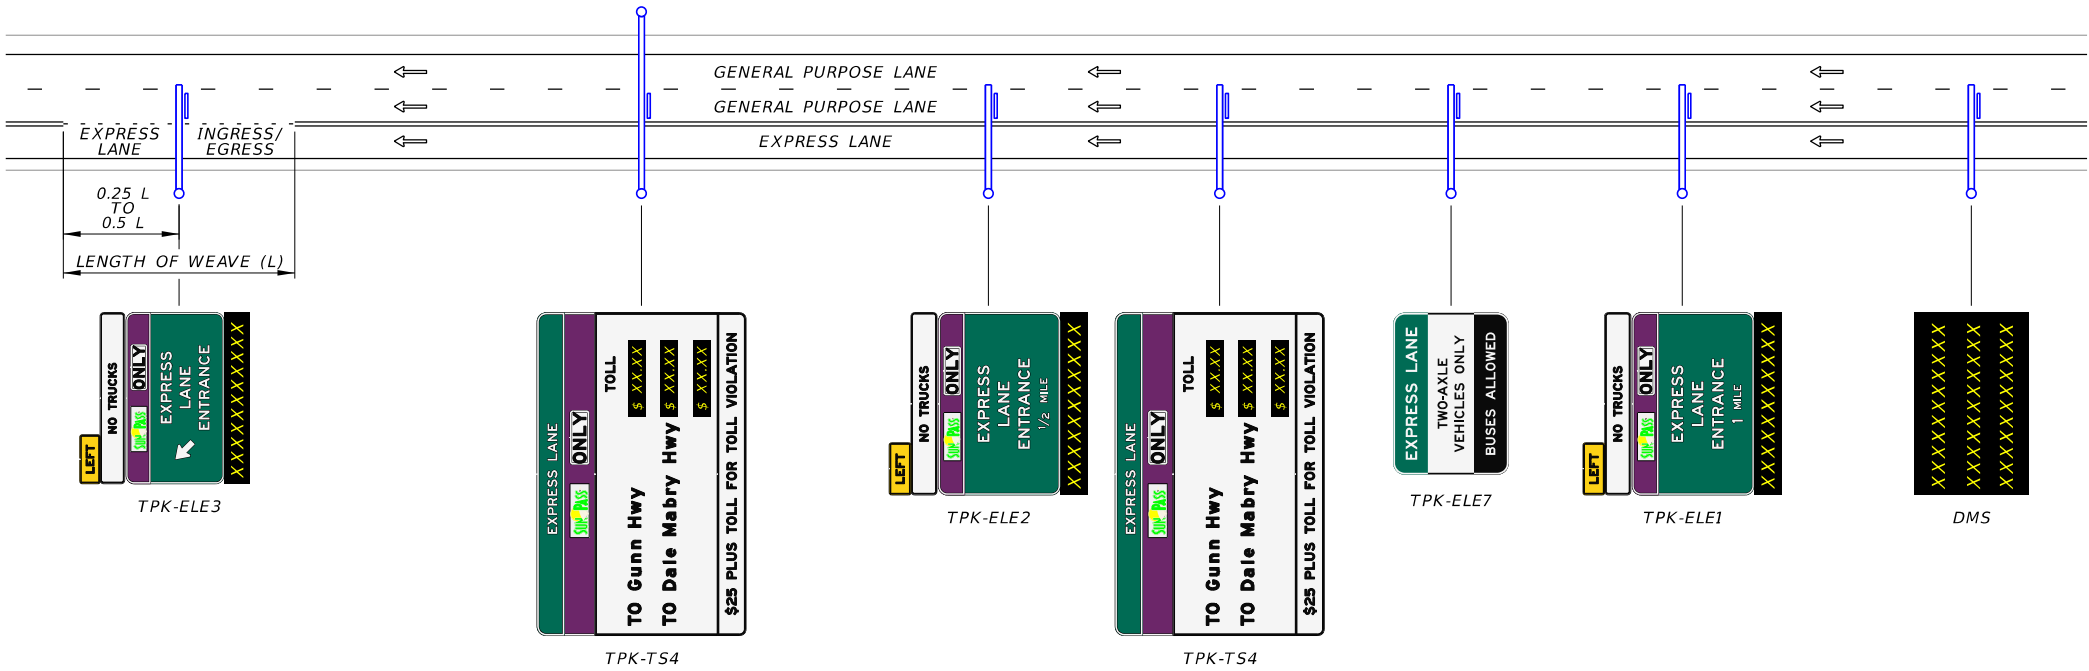 GENERAL PURPOSE LANE
GENERAL PURPOSE LANE
EXPRESS LANE
EXPRESS
LANE
INGRESS/
EGRESS
0.25 L
TO
0.5 L
LENGTH OF WEAVE (L)
LEFT
NO TRUCKS
SUNPASS ONLY
EXPRESS
LANE
ENTRANCE
XXXXXXXXXX
TPK-ELE3
EXPRESS LANE
SUNPASS ONLY
TOLL
TO Gunn Hwy $ XX.XX
TO Dale Mabry Hwy $ XX.XX
$ XX.XX
$25 PLUS TOLL FOR TOLL VIOLATION
TPK-TS4
LEFT
NO TRUCKS
SUNPASS ONLY
EXPRESS
LANE
ENTRANCE
1/2 MILE
XXXXXXXXXX
TPK-ELE2
EXPRESS LANE
SUNPASS ONLY
TOLL
TO Gunn Hwy $ XX.XX
TO Dale Mabry Hwy $ XX.XX
$ XX.XX
$25 PLUS TOLL FOR TOLL VIOLATION
TPK-TS4
EXPRESS LANE
TWO-AXLE
VEHICLES ONLY
BUSES ALLOWED
TPK-ELE7
LEFT
NO TRUCKS
SUNPASS ONLY
EXPRESS
LANE
ENTRANCE
1 MILE
XXXXXXXXXX
TPK-ELE1
XXXXXXXXXX
XXXXXXXXXX
XXXXXXXXXX
DMS